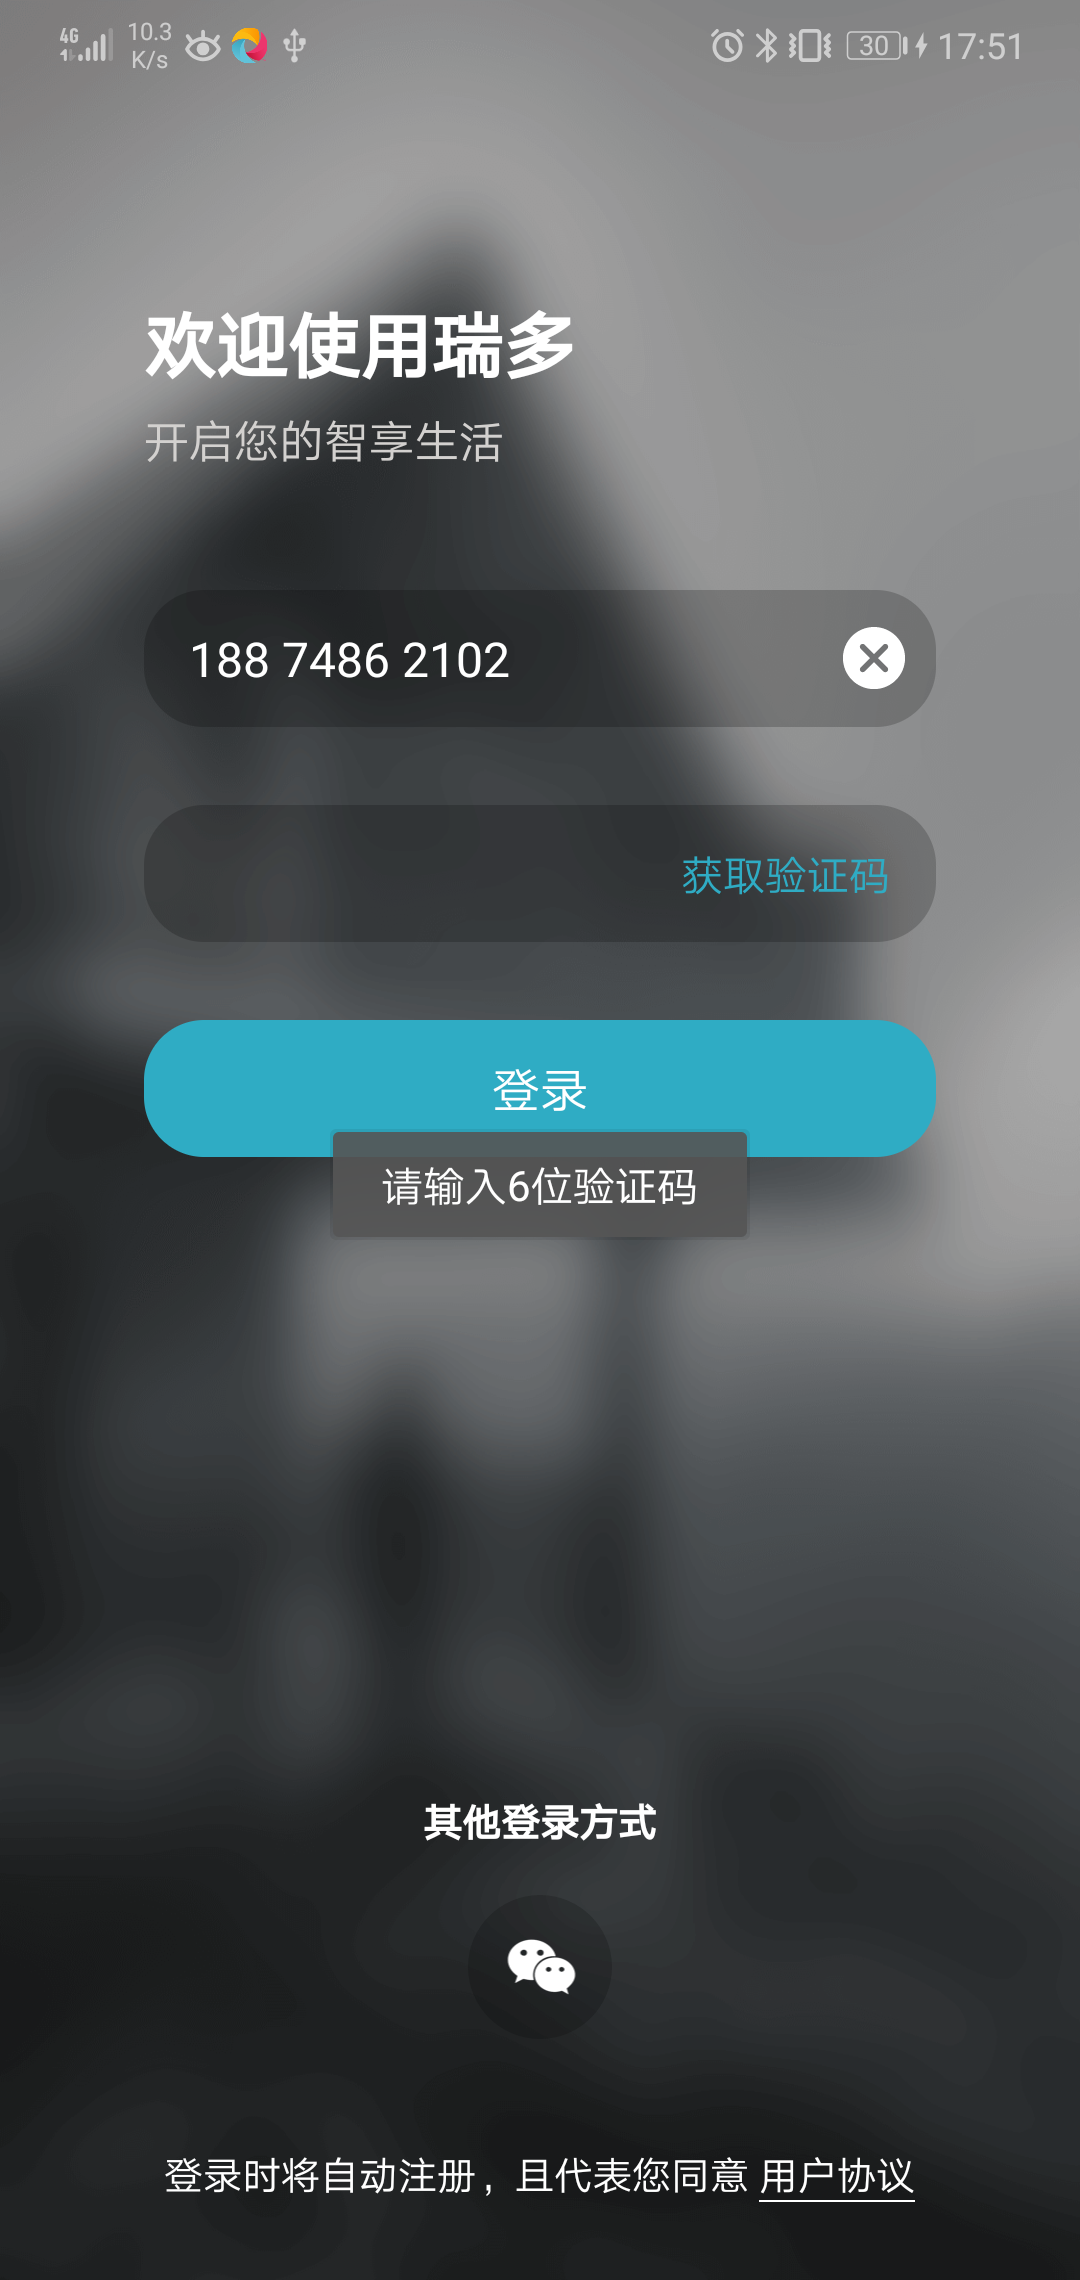 4G
10.3
K/s
30
17:51
欢迎使用瑞多
开启您的智享生活
188 7486 2102
获取验证码
登录
请输入6位验证码
其他登录方式
登录时将自动注册，且代表您同意 用户协议